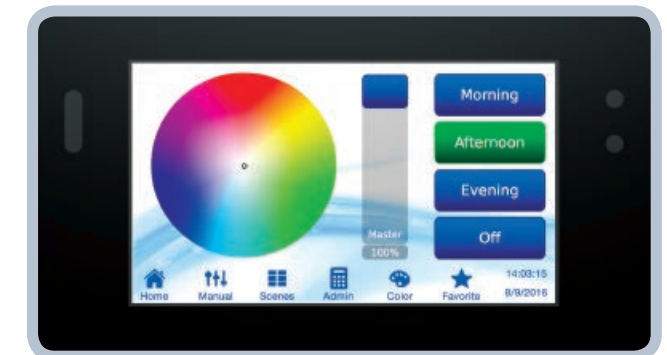 Morning
Afternoon
Evening
Off
Master
100%
Home
Manual
Scenes
Admin
Color
Favorite
14:03:15
8/9/2016